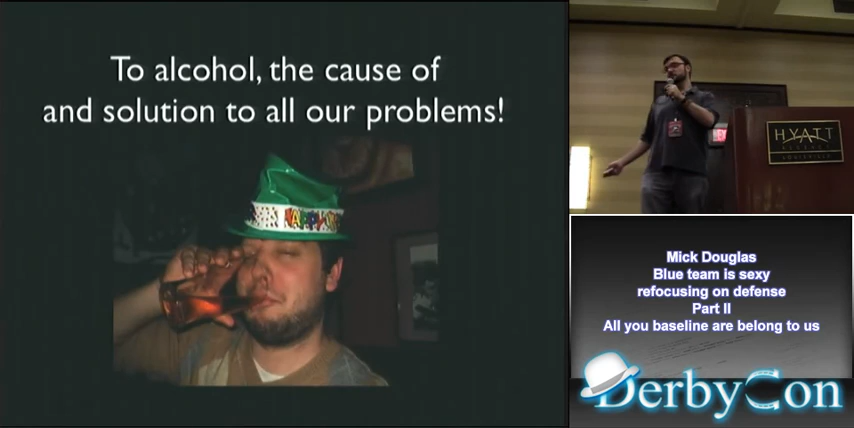 To alcohol, the cause of
and solution to all our problems!
HYATT
Mick Douglas
Blue team is sexy
refocusing on defense
Part II
All you baseline are belong to us
DerbyCon